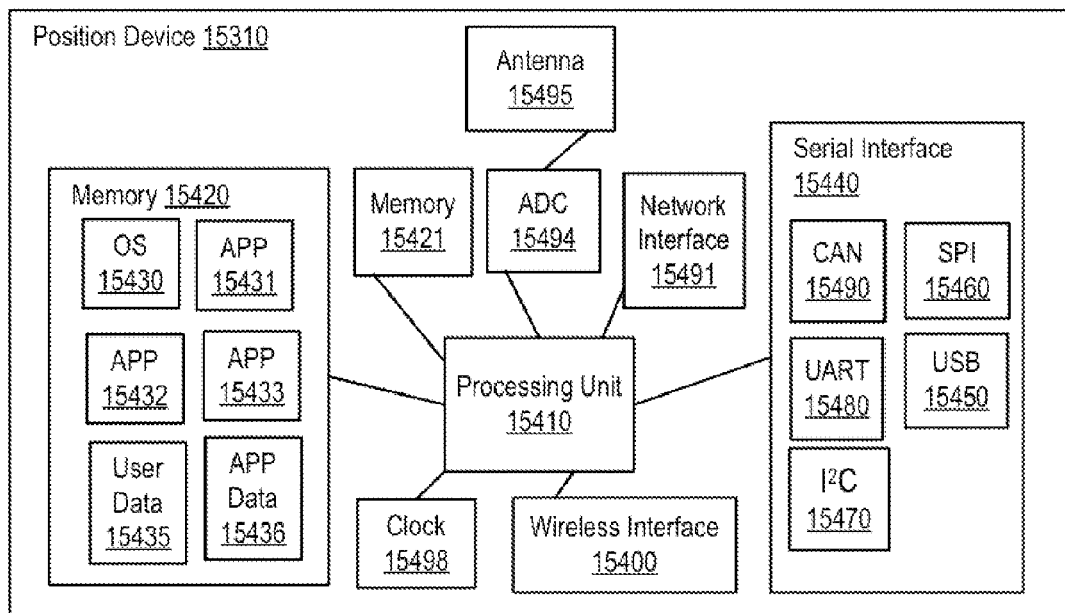 Position Device 15310
Antenna
15495
Memory 15420
OS
15430
APP
15431
APP
15432
APP
15433
User
Data
15435
APP
Data
15436
Memory
15421
ADC
15494
Network
Interface
15491
Processing Unit
15410
Clock
15498
Wireless Interface
15400
Serial Interface
15440
CAN
15490
SPI
15460
UART
15480
USB
15450
I²C
15470